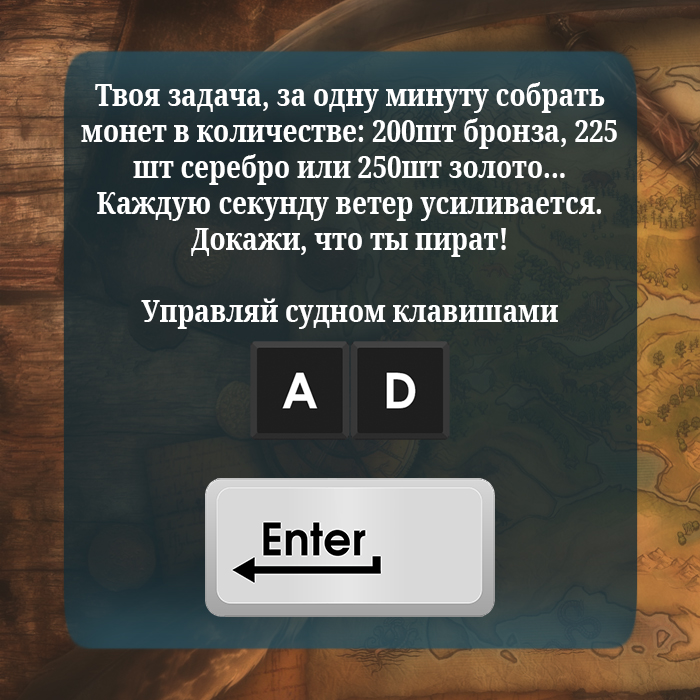 Твоя задача, за одну минуту собрать
монет в количестве: 200шт бронза, 225
шт серебро или 250шт золото...
Каждую секунду ветер усиливается.
Докажи, что ты пират!
Управляй судном клавишами
A D
Enter